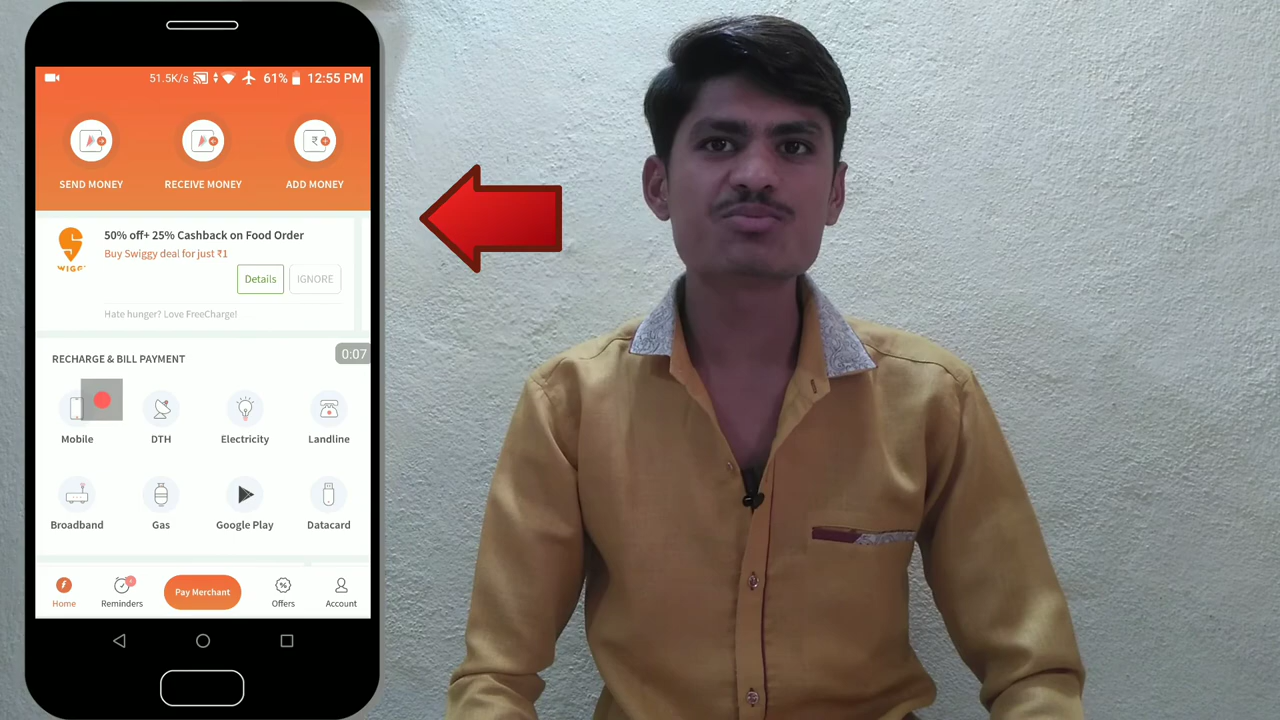 51.5K/s 61% 12:55 PM
SEND MONEY RECEIVE MONEY ADD MONEY
50% off+ 25% Cashback on Food Order
Buy Swiggy deal for just ₹1
Details IGNORE
Hate hunger? Love FreeCharge!
RECHARGE & BILL PAYMENT
0:07
Mobile DTH Electricity Landline
Broadband Gas Google Play Datacard
Pay Merchant
Home Reminders Offers Account